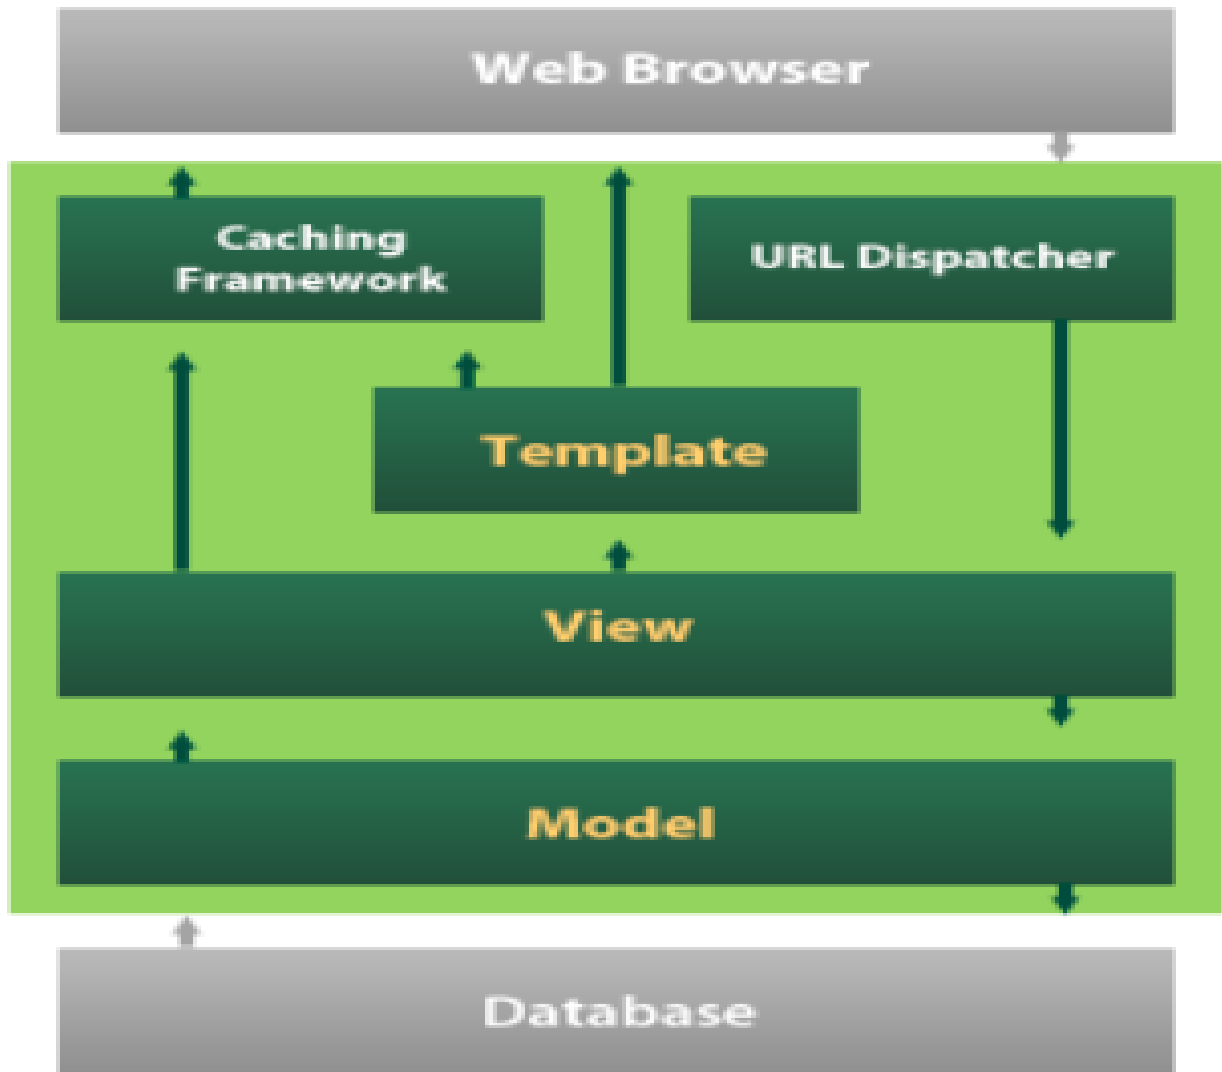 Web Browser
Caching
Framework
URL Dispatcher
Template
View
Model
Database